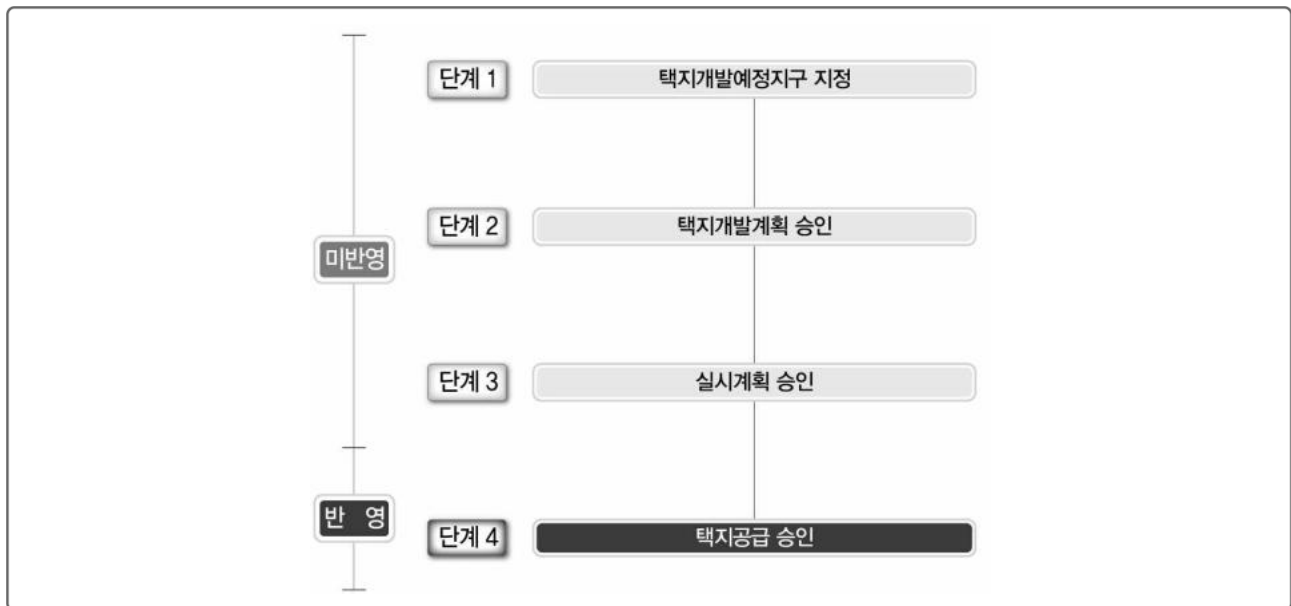 단계 1 택지개발예정지구 지정
단계 2 택지개발계획 승인
미반영
단계 3 실시계획 승인
반 영
단계 4 택지공급 승인